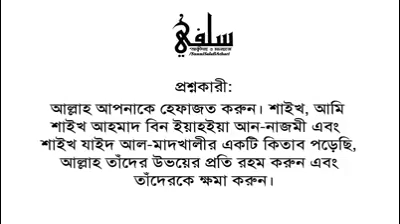 سلفي
প্রশ্নকারী:
আল্লাহ আপনাকে হেফাজত করুন। শাইখ, আমি
শাইখ আহমাদ বিন ইয়াহইয়া আন-নাজমী এবং
শাইখ যাইদ আল-মাদখালীর একটি কিতাব পড়েছি,
আল্লাহ তাঁদের উভয়ের প্রতি রহম করুন এবং
তাঁদেরকে ক্ষমা করুন।